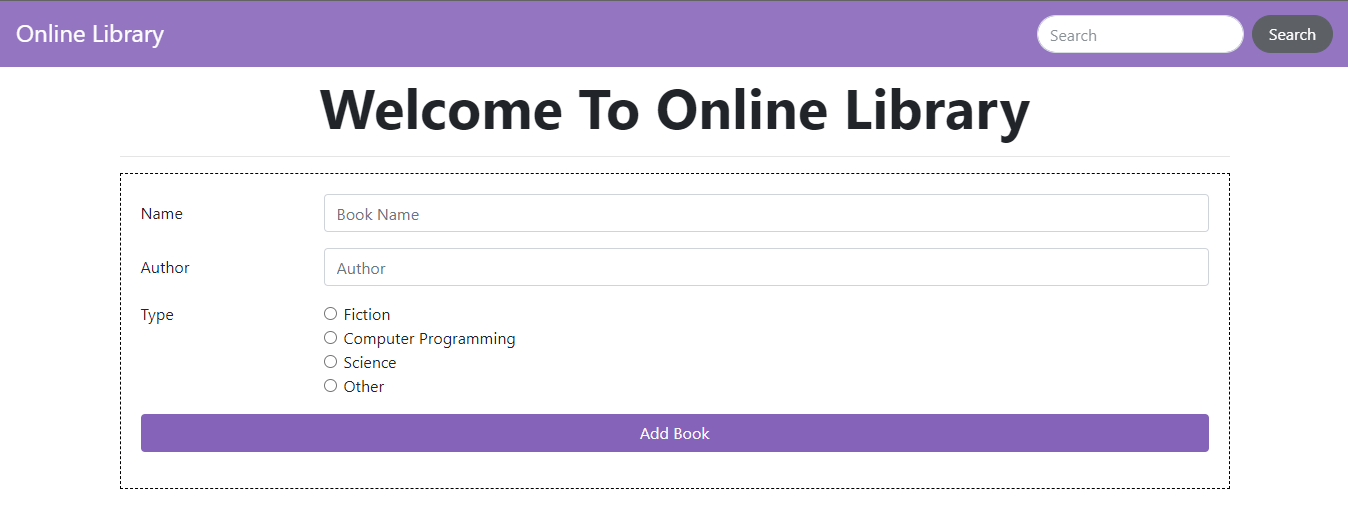 Online Library
Search
Search
Welcome To Online Library
Name
Book Name
Author
Author
Type
Fiction
Computer Programming
Science
Other
Add Book